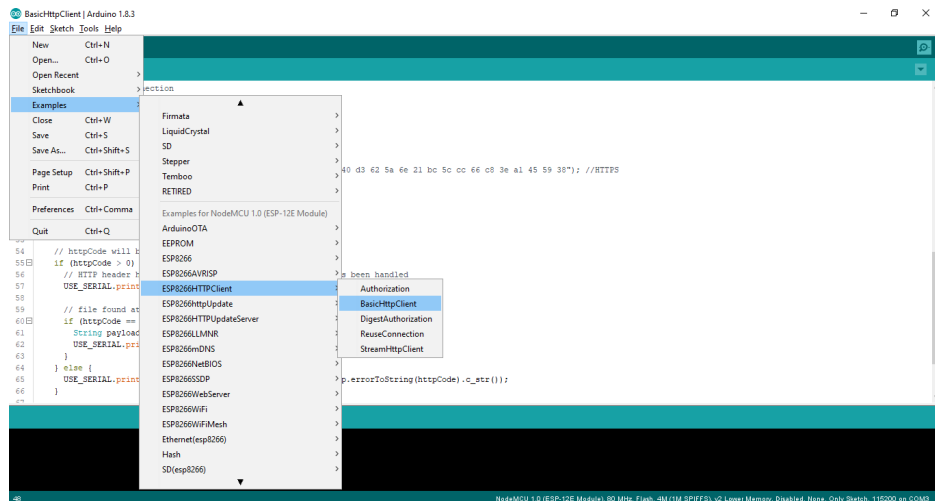 BasicHttpClient | Arduino 1.8.3
File Edit Sketch Tools Help
New Ctrl+N
Open... Ctrl+O
Open Recent
Sketchbook
Examples
Close Ctrl+W
Save Ctrl+S
Save As... Ctrl+Shift+S
Page Setup Ctrl+Shift+P
Print Ctrl+P
Preferences Ctrl+Comma
Quit Ctrl+Q
Firmata
LiquidCrystal
SD
Stepper
Temboo
RETIRED
Examples for NodeMCU 1.0 (ESP-12E Module)
ArduinoOTA
EEPROM
ESP8266
ESP8266AVRISP
ESP8266HTTPClient
ESP8266httpUpdate
ESP8266HTTPUpdateServer
ESP8266LLMNR
ESP8266mDNS
ESP8266NetBIOS
ESP8266SSDP
ESP8266WebServer
ESP8266WiFi
ESP8266WiFiMesh
Ethernet(esp8266)
Hash
SD(esp8266)
Authorization
BasicHttpClient
DigestAuthorization
ReuseConnection
StreamHttpClient
ection
40 d3 62 5a 6e 21 bc 5c cc 66 c8 3e a1 45 59 38"); //HTTPS
54 // httpCode will b
55 if (httpCode > 0)
56 // HTTP header h s been handled
57 USE_SERIAL.print
58
59 // file found at
60 if (httpCode ==
61 String payload
62 USE_SERIAL.pri
63 }
64 } else {
65 USE_SERIAL.print p.errorToString(httpCode).c_str());
66 }
48 NodeMCU 1.0 (ESP-12E Module), 80 MHz, Flash, 4M (1M SPIFFS), v2 Lower Memory, Disabled, None, Only Sketch, 115200 on COM3